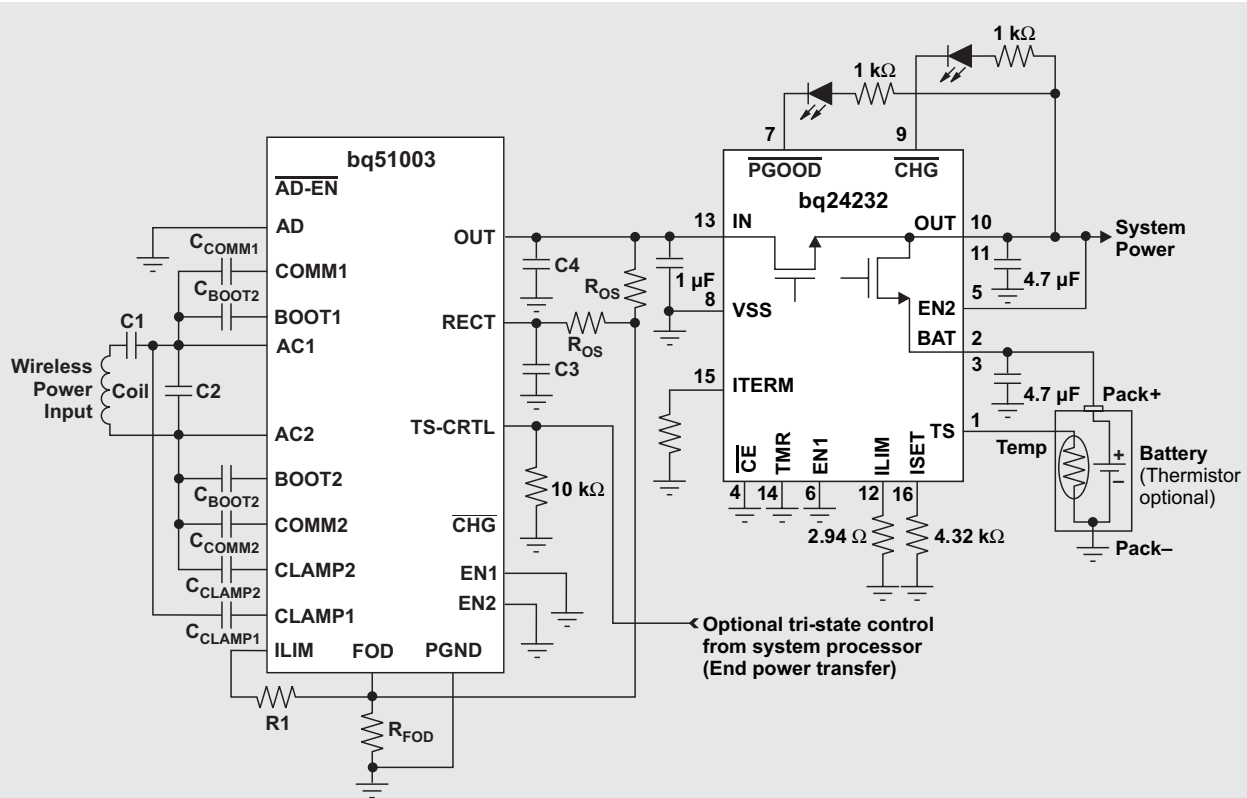 1 kΩ
1 kΩ
7
9
bq51003
PGOOD
CHG
bq24232
AD-EN
AD
C_COMM1
COMM1
C_BOOT2
BOOT1
C1
AC1
Wireless
Power
Input
Coil
C2
AC2
BOOT2
C_BOOT2
COMM2
C_COMM2
CLAMP2
C_CLAMP2
CLAMP1
C_CLAMP1
ILIM
FOD
PGND
R1
R_FOD
OUT
C4
R_OS
1 µF
RECT
R_OS
C3
TS-CRTL
10 kΩ
CHG
EN1
EN2
13
IN
OUT
10
System
Power
11
4.7 µF
8
VSS
5
EN2
BAT
2
3
4.7 µF
Pack+
15
ITERM
TS
1
Temp
Battery
(Thermistor
optional)
+
–
Pack–
CE
TMR
EN1
ILIM
ISET
4
14
6
12
16
2.94 Ω
4.32 kΩ
Optional tri-state control
from system processor
(End power transfer)